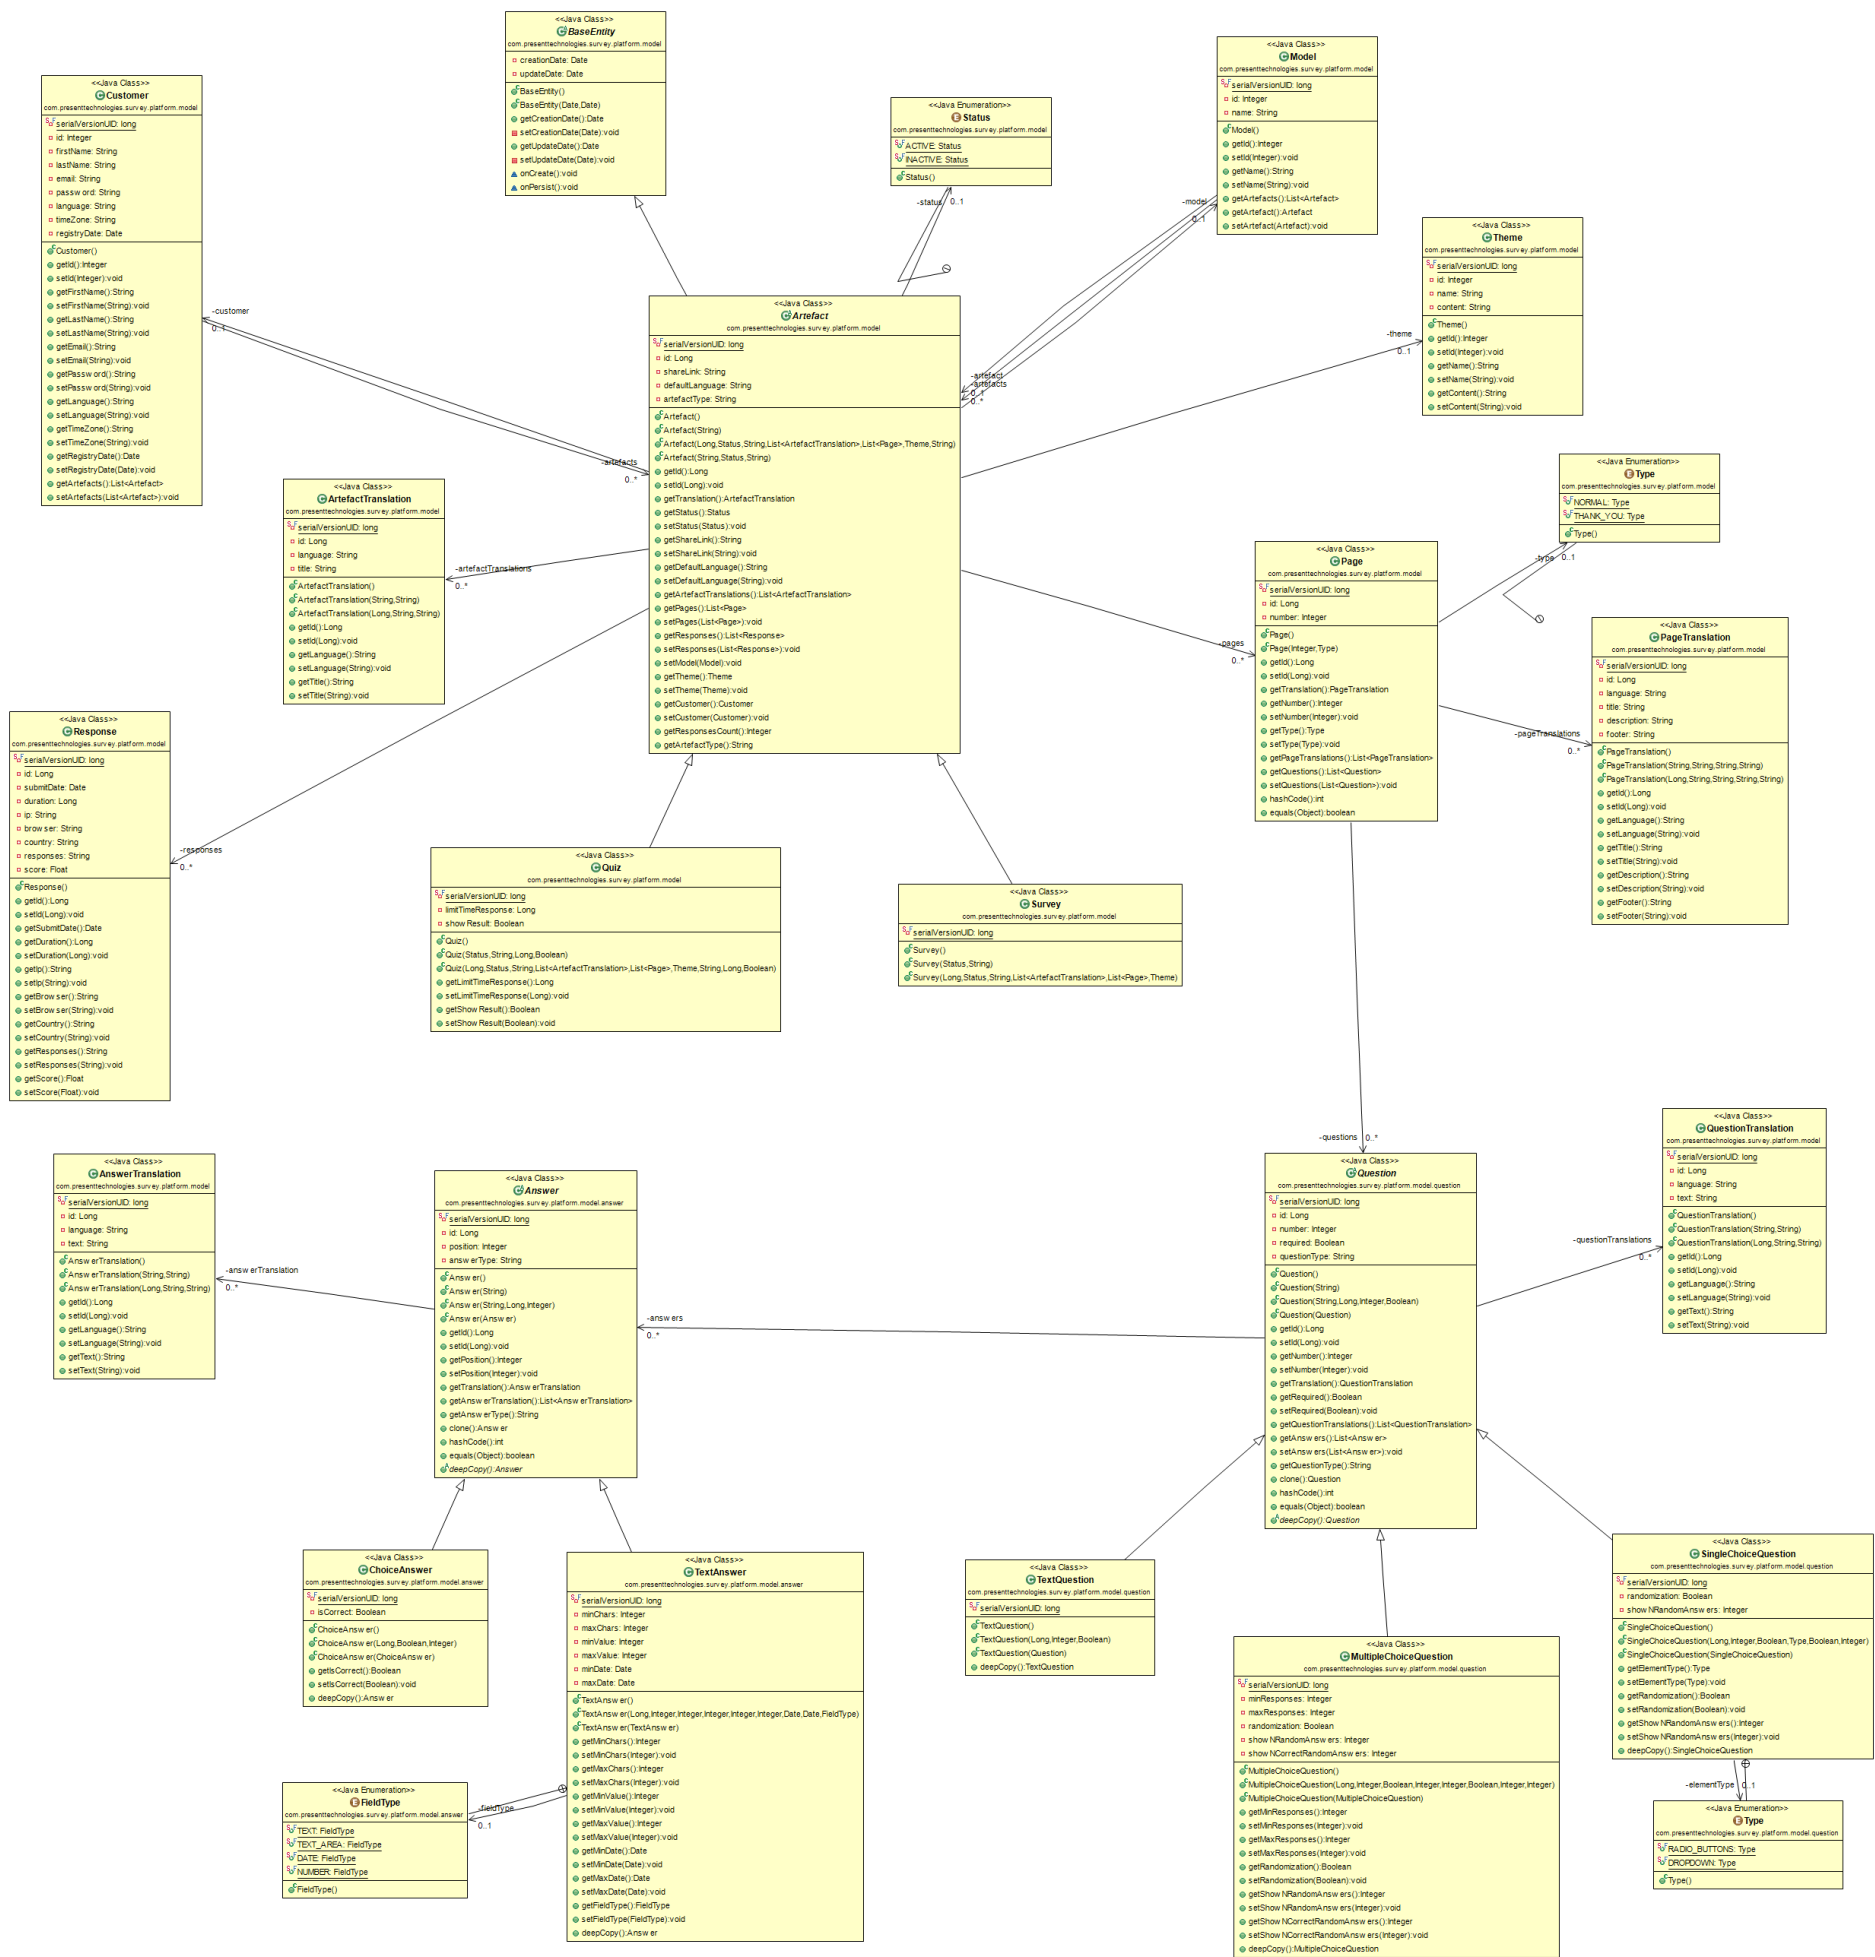 <<Java Class>>
BaseEntity
com.presenttechnologies.survey.platform.model
creationDate: Date
updateDate: Date
BaseEntity()
BaseEntity(Date,Date)
getCreationDate():Date
setCreationDate(Date):void
getUpdateDate():Date
setUpdateDate(Date):void
onCreate():void
onPersist():void
<<Java Class>>
Model
com.presenttechnologies.survey.platform.model
serialVersionUID: long
id: Integer
name: String
Model()
getId():Integer
setId(Integer):void
getName():String
setName(String):void
getArtefacts():List<Artefact>
getArtefact():Artefact
setArtefact(Artefact):void
<<Java Class>>
Customer
com.presenttechnologies.survey.platform.model
serialVersionUID: long
id: Integer
firstName: String
lastName: String
email: String
password: String
language: String
timeZone: String
registryDate: Date
Customer()
getId():Integer
setId(Integer):void
getFirstName():String
setFirstName(String):void
getLastName():String
setLastName(String):void
getEmail():String
setEmail(String):void
getPassword():String
setPassword(String):void
getLanguage():String
setLanguage(String):void
getTimeZone():String
setTimeZone(String):void
getRegistryDate():Date
setRegistryDate(Date):void
getArtefacts():List<Artefact>
setArtefacts(List<Artefact>):void
<<Java Enumeration>>
Status
com.presenttechnologies.survey.platform.model
ACTIVE: Status
INACTIVE: Status
Status()
-status
0..1
-model
0..1
<<Java Class>>
Theme
com.presenttechnologies.survey.platform.model
serialVersionUID: long
id: Integer
name: String
content: String
Theme()
getId():Integer
setId(Integer):void
getName():String
setName(String):void
getContent():String
setContent(String):void
-customer
0..1
-theme
0..1
-artefact
-artefacts
0..1
0..*
<<Java Class>>
Artefact
com.presenttechnologies.survey.platform.model
serialVersionUID: long
id: Long
shareLink: String
defaultLanguage: String
artefactType: String
Artefact()
Artefact(String)
Artefact(Long,Status,String,List<ArtefactTranslation>,List<Page>,Theme,String)
Artefact(String,Status,String)
getId():Long
setId(Long):void
getTranslation():ArtefactTranslation
getStatus():Status
setStatus(Status):void
getShareLink():String
setShareLink(String):void
getDefaultLanguage():String
setDefaultLanguage(String):void
getArtefactTranslations():List<ArtefactTranslation>
getPages():List<Page>
setPages(List<Page>):void
getResponses():List<Response>
setResponses(List<Response>):void
setModel(Model):void
getTheme():Theme
setTheme(Theme):void
getCustomer():Customer
setCustomer(Customer):void
getResponsesCount():Integer
getArtefactType():String
-artefacts
0..*
<<Java Class>>
ArtefactTranslation
com.presenttechnologies.survey.platform.model
serialVersionUID: long
id: Long
language: String
title: String
ArtefactTranslation()
ArtefactTranslation(String,String)
ArtefactTranslation(Long,String,String)
getId():Long
setId(Long):void
getLanguage():String
setLanguage(String):void
getTitle():String
setTitle(String):void
-artefactTranslations
0..*
<<Java Enumeration>>
Type
com.presenttechnologies.survey.platform.model
NORMAL: Type
THANK_YOU: Type
Type()
-type
0..1
<<Java Class>>
Page
com.presenttechnologies.survey.platform.model
serialVersionUID: long
id: Long
number: Integer
Page()
Page(Integer,Type)
getId():Long
setId(Long):void
getTranslation():PageTranslation
getNumber():Integer
setNumber(Integer):void
getType():Type
setType(Type):void
getPageTranslations():List<PageTranslation>
getQuestions():List<Question>
setQuestions(List<Question>):void
hashCode():int
equals(Object):boolean
-pages
0..*
<<Java Class>>
PageTranslation
com.presenttechnologies.survey.platform.model
serialVersionUID: long
id: Long
language: String
title: String
description: String
footer: String
PageTranslation()
PageTranslation(String,String,String,String)
PageTranslation(Long,String,String,String,String)
getId():Long
setId(Long):void
getLanguage():String
setLanguage(String):void
getTitle():String
setTitle(String):void
getDescription():String
setDescription(String):void
getFooter():String
setFooter(String):void
-pageTranslations
0..*
<<Java Class>>
Response
com.presenttechnologies.survey.platform.model
serialVersionUID: long
id: Long
submitDate: Date
duration: Long
ip: String
browser: String
country: String
responses: String
score: Float
Response()
getId():Long
setId(Long):void
getSubmitDate():Date
getDuration():Long
setDuration(Long):void
getIp():String
setIp(String):void
getBrowser():String
setBrowser(String):void
getCountry():String
setCountry(String):void
getResponses():String
setResponses(String):void
getScore():Float
setScore(Float):void
-responses
0..*
<<Java Class>>
Quiz
com.presenttechnologies.survey.platform.model
serialVersionUID: long
limitTimeResponse: Long
showResult: Boolean
Quiz()
Quiz(Status,String,Long,Boolean)
Quiz(Long,Status,String,List<ArtefactTranslation>,List<Page>,Theme,String,Long,Boolean)
getLimitTimeResponse():Long
setLimitTimeResponse(Long):void
getShowResult():Boolean
setShowResult(Boolean):void
<<Java Class>>
Survey
com.presenttechnologies.survey.platform.model
serialVersionUID: long
Survey()
Survey(Status,String)
Survey(Long,Status,String,List<ArtefactTranslation>,List<Page>,Theme)
-questions
0..*
<<Java Class>>
QuestionTranslation
com.presenttechnologies.survey.platform.model
serialVersionUID: long
id: Long
language: String
text: String
QuestionTranslation()
QuestionTranslation(String,String)
QuestionTranslation(Long,String,String)
getId():Long
setId(Long):void
getLanguage():String
setLanguage(String):void
getText():String
setText(String):void
-questionTranslations
0..*
<<Java Class>>
AnswerTranslation
com.presenttechnologies.survey.platform.model
serialVersionUID: long
id: Long
language: String
text: String
AnswerTranslation()
AnswerTranslation(String,String)
AnswerTranslation(Long,String,String)
getId():Long
setId(Long):void
getLanguage():String
setLanguage(String):void
getText():String
setText(String):void
-answerTranslation
0..*
<<Java Class>>
Answer
com.presenttechnologies.survey.platform.model.answer
serialVersionUID: long
id: Long
position: Integer
answerType: String
Answer()
Answer(String)
Answer(String,Long,Integer)
Answer(Answer)
getId():Long
setId(Long):void
getPosition():Integer
setPosition(Integer):void
getTranslation():AnswerTranslation
getAnswerTranslation():List<AnswerTranslation>
getAnswerType():String
clone():Answer
hashCode():int
equals(Object):boolean
deepCopy():Answer
-answers
0..*
<<Java Class>>
Question
com.presenttechnologies.survey.platform.model.question
serialVersionUID: long
id: Long
number: Integer
required: Boolean
questionType: String
Question()
Question(String)
Question(String,Long,Integer,Boolean)
Question(Question)
getId():Long
setId(Long):void
getNumber():Integer
setNumber(Integer):void
getTranslation():QuestionTranslation
getRequired():Boolean
setRequired(Boolean):void
getQuestionTranslations():List<QuestionTranslation>
getAnswers():List<Answer>
setAnswers(List<Answer>):void
getQuestionType():String
clone():Question
hashCode():int
equals(Object):boolean
deepCopy():Question
<<Java Class>>
ChoiceAnswer
com.presenttechnologies.survey.platform.model.answer
serialVersionUID: long
isCorrect: Boolean
ChoiceAnswer()
ChoiceAnswer(Long,Boolean,Integer)
ChoiceAnswer(ChoiceAnswer)
getIsCorrect():Boolean
setIsCorrect(Boolean):void
deepCopy():Answer
<<Java Class>>
TextAnswer
com.presenttechnologies.survey.platform.model.answer
serialVersionUID: long
minChars: Integer
maxChars: Integer
minValue: Integer
maxValue: Integer
minDate: Date
maxDate: Date
TextAnswer()
TextAnswer(Long,Integer,Integer,Integer,Integer,Integer,Date,Date,FieldType)
TextAnswer(TextAnswer)
getMinChars():Integer
setMinChars(Integer):void
getMaxChars():Integer
setMaxChars(Integer):void
getMinValue():Integer
setMinValue(Integer):void
getMaxValue():Integer
setMaxValue(Integer):void
getMinDate():Date
setMinDate(Date):void
getMaxDate():Date
setMaxDate(Date):void
getFieldType():FieldType
setFieldType(FieldType):void
deepCopy():Answer
<<Java Class>>
TextQuestion
com.presenttechnologies.survey.platform.model.question
serialVersionUID: long
TextQuestion()
TextQuestion(Long,Integer,Boolean)
TextQuestion(Question)
deepCopy():TextQuestion
<<Java Class>>
SingleChoiceQuestion
com.presenttechnologies.survey.platform.model.question
serialVersionUID: long
randomization: Boolean
showNRandomAnswers: Integer
SingleChoiceQuestion()
SingleChoiceQuestion(Long,Integer,Boolean,Type,Boolean,Integer)
SingleChoiceQuestion(SingleChoiceQuestion)
getElementType():Type
setElementType(Type):void
getRandomization():Boolean
setRandomization(Boolean):void
getShowNRandomAnswers():Integer
setShowNRandomAnswers(Integer):void
deepCopy():SingleChoiceQuestion
<<Java Class>>
MultipleChoiceQuestion
com.presenttechnologies.survey.platform.model.question
serialVersionUID: long
minResponses: Integer
maxResponses: Integer
randomization: Boolean
showNRandomAnswers: Integer
showNCorrectRandomAnswers: Integer
MultipleChoiceQuestion()
MultipleChoiceQuestion(Long,Integer,Boolean,Integer,Integer,Boolean,Integer,Integer)
MultipleChoiceQuestion(MultipleChoiceQuestion)
getMinResponses():Integer
setMinResponses(Integer):void
getMaxResponses():Integer
setMaxResponses(Integer):void
getRandomization():Boolean
setRandomization(Boolean):void
getShowNRandomAnswers():Integer
setShowNRandomAnswers(Integer):void
getShowNCorrectRandomAnswers():Integer
setShowNCorrectRandomAnswers(Integer):void
deepCopy():MultipleChoiceQuestion
<<Java Enumeration>>
FieldType
com.presenttechnologies.survey.platform.model.answer
TEXT: FieldType
TEXT_AREA: FieldType
DATE: FieldType
NUMBER: FieldType
FieldType()
-fieldType
0..1
-elementType
0..1
<<Java Enumeration>>
Type
com.presenttechnologies.survey.platform.model.question
RADIO_BUTTONS: Type
DROPDOWN: Type
Type()